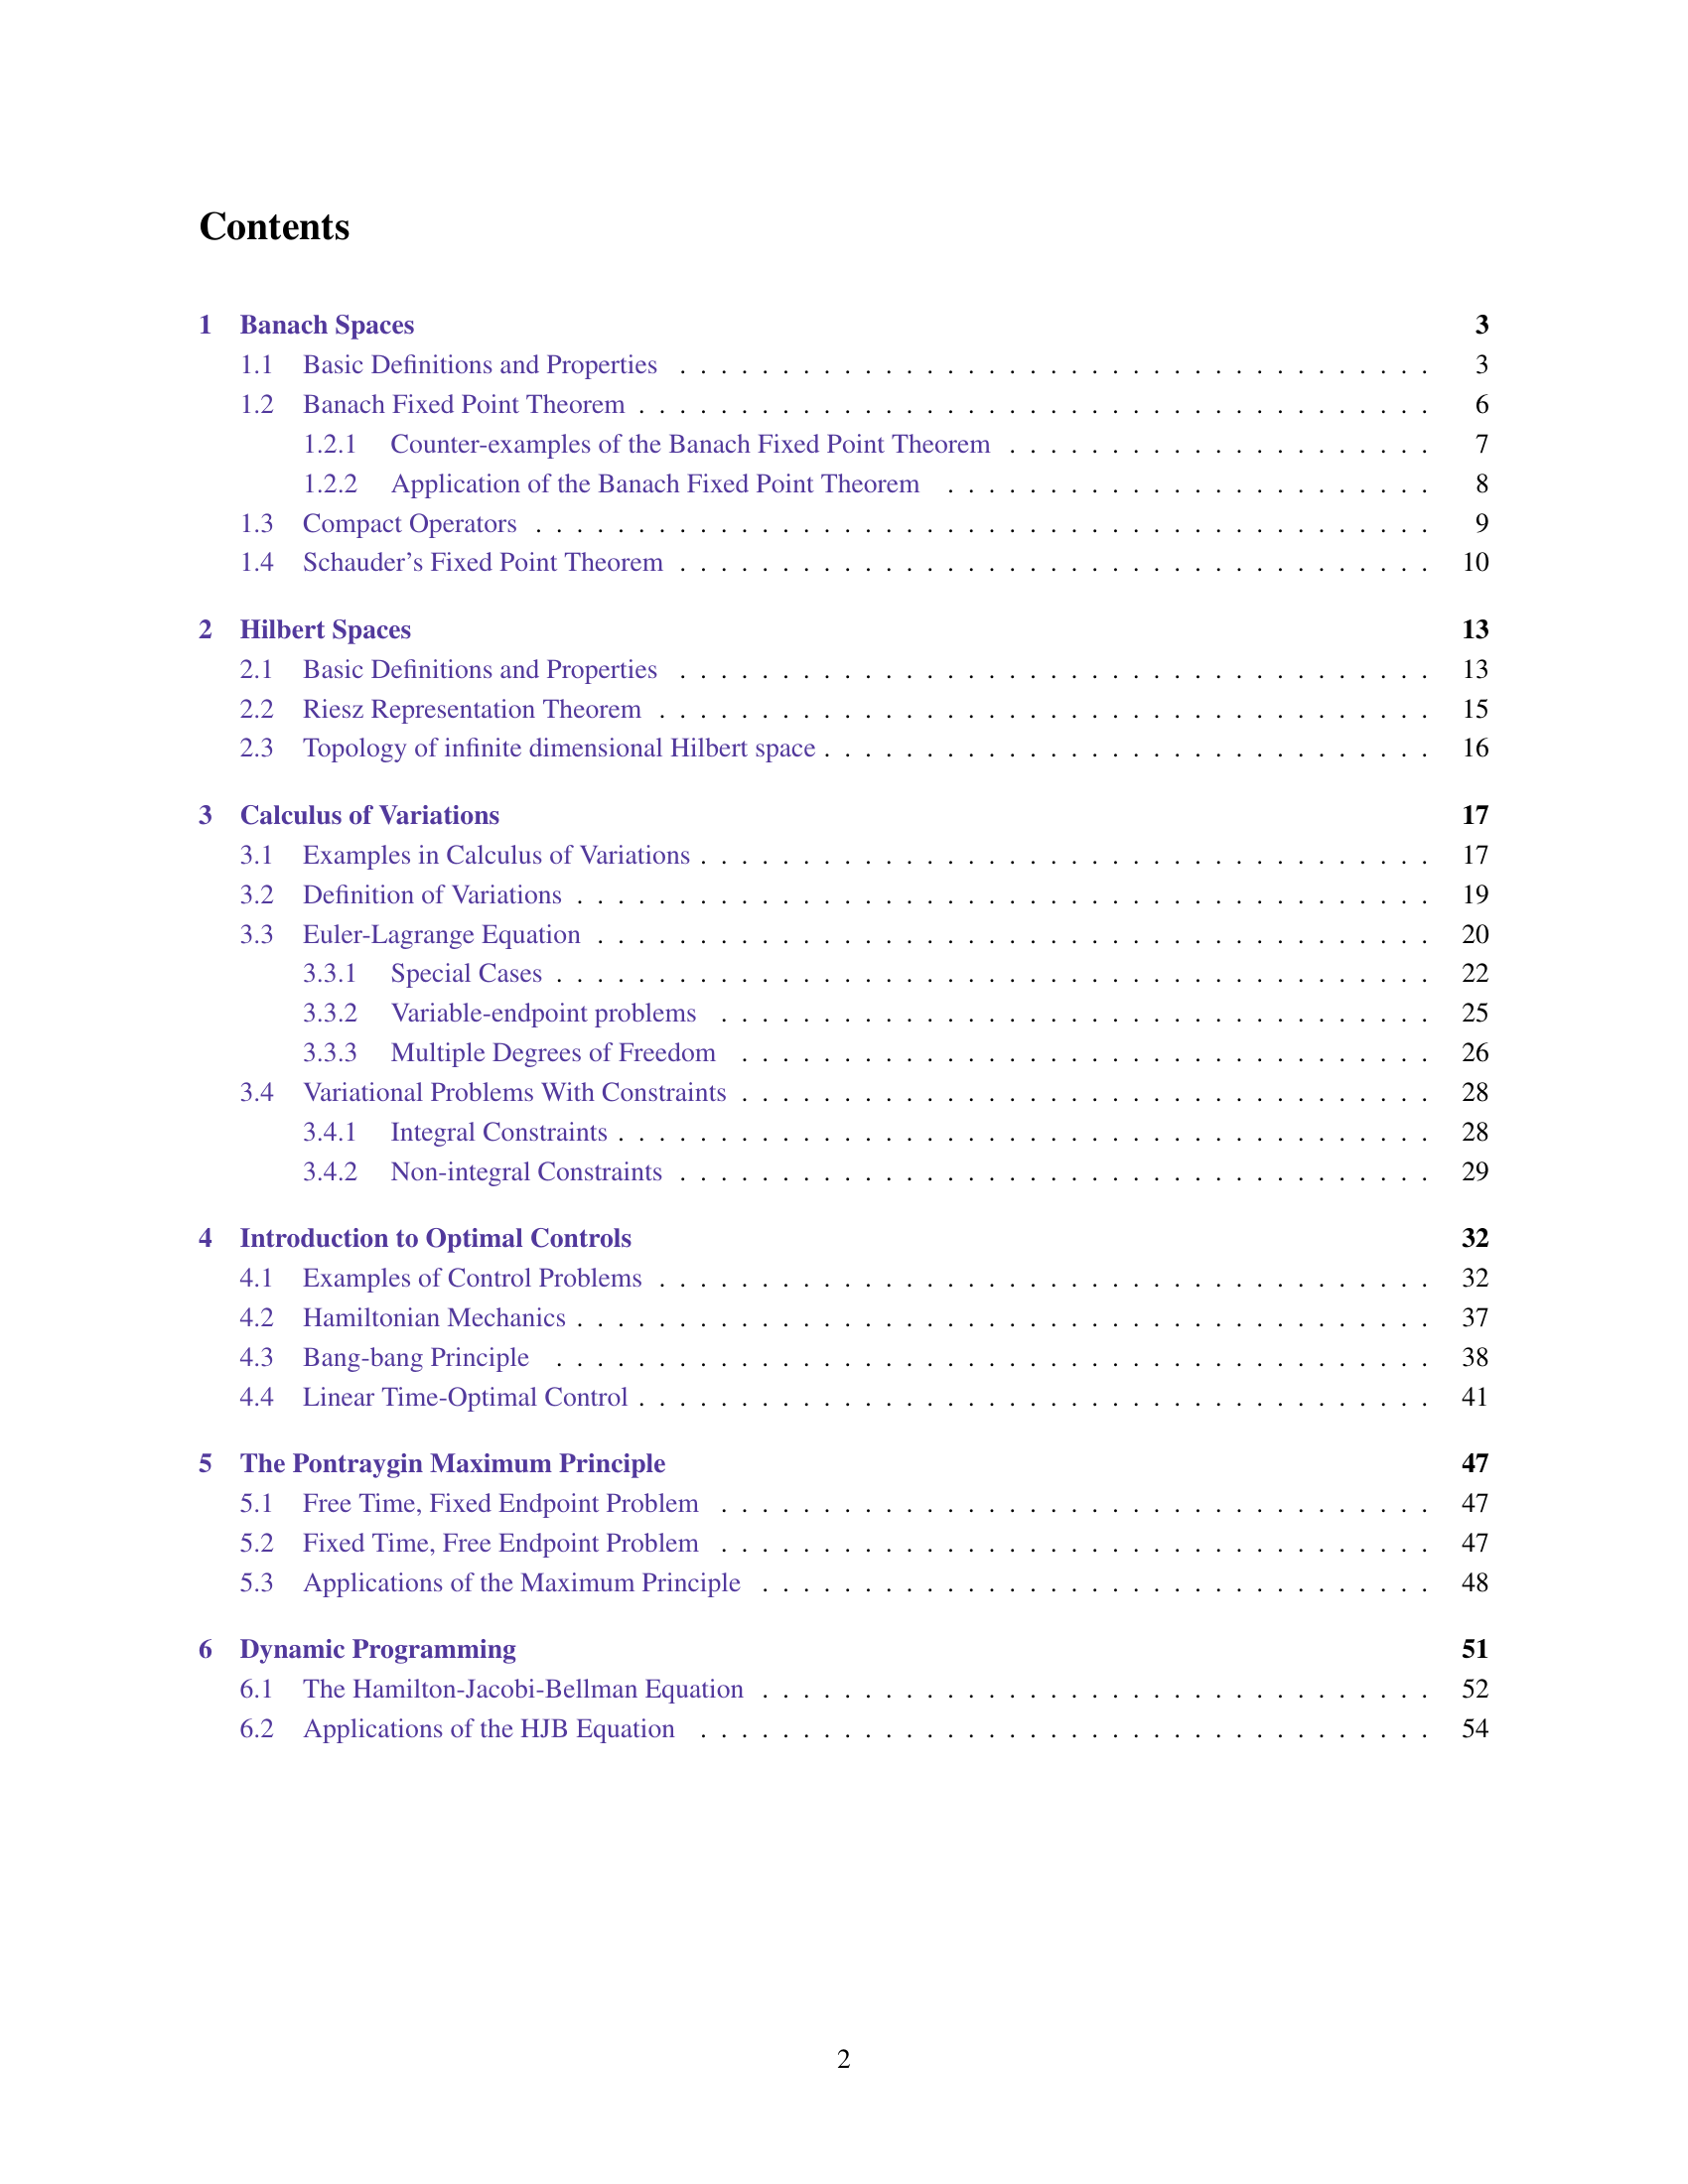 Contents
1 Banach Spaces 3
1.1 Basic Definitions and Properties . . . . . . . . . . . . . . . . . . . . . . . . . . . . . . . . . . . . . 3
1.2 Banach Fixed Point Theorem . . . . . . . . . . . . . . . . . . . . . . . . . . . . . . . . . . . . . . . 6
1.2.1 Counter-examples of the Banach Fixed Point Theorem . . . . . . . . . . . . . . . . . . . . . 7
1.2.2 Application of the Banach Fixed Point Theorem . . . . . . . . . . . . . . . . . . . . . . . . 8
1.3 Compact Operators . . . . . . . . . . . . . . . . . . . . . . . . . . . . . . . . . . . . . . . . . . . . 9
1.4 Schauder’s Fixed Point Theorem . . . . . . . . . . . . . . . . . . . . . . . . . . . . . . . . . . . . . 10
2 Hilbert Spaces 13
2.1 Basic Definitions and Properties . . . . . . . . . . . . . . . . . . . . . . . . . . . . . . . . . . . . . 13
2.2 Riesz Representation Theorem . . . . . . . . . . . . . . . . . . . . . . . . . . . . . . . . . . . . . . 15
2.3 Topology of infinite dimensional Hilbert space . . . . . . . . . . . . . . . . . . . . . . . . . . . . . . 16
3 Calculus of Variations 17
3.1 Examples in Calculus of Variations . . . . . . . . . . . . . . . . . . . . . . . . . . . . . . . . . . . . 17
3.2 Definition of Variations . . . . . . . . . . . . . . . . . . . . . . . . . . . . . . . . . . . . . . . . . . 19
3.3 Euler-Lagrange Equation . . . . . . . . . . . . . . . . . . . . . . . . . . . . . . . . . . . . . . . . . 20
3.3.1 Special Cases . . . . . . . . . . . . . . . . . . . . . . . . . . . . . . . . . . . . . . . . . . . 22
3.3.2 Variable-endpoint problems . . . . . . . . . . . . . . . . . . . . . . . . . . . . . . . . . . . 25
3.3.3 Multiple Degrees of Freedom . . . . . . . . . . . . . . . . . . . . . . . . . . . . . . . . . . 26
3.4 Variational Problems With Constraints . . . . . . . . . . . . . . . . . . . . . . . . . . . . . . . . . . 28
3.4.1 Integral Constraints . . . . . . . . . . . . . . . . . . . . . . . . . . . . . . . . . . . . . . . . 28
3.4.2 Non-integral Constraints . . . . . . . . . . . . . . . . . . . . . . . . . . . . . . . . . . . . . 29
4 Introduction to Optimal Controls 32
4.1 Examples of Control Problems . . . . . . . . . . . . . . . . . . . . . . . . . . . . . . . . . . . . . . 32
4.2 Hamiltonian Mechanics . . . . . . . . . . . . . . . . . . . . . . . . . . . . . . . . . . . . . . . . . . 37
4.3 Bang-bang Principle . . . . . . . . . . . . . . . . . . . . . . . . . . . . . . . . . . . . . . . . . . . 38
4.4 Linear Time-Optimal Control . . . . . . . . . . . . . . . . . . . . . . . . . . . . . . . . . . . . . . . 41
5 The Pontraygin Maximum Principle 47
5.1 Free Time, Fixed Endpoint Problem . . . . . . . . . . . . . . . . . . . . . . . . . . . . . . . . . . . 47
5.2 Fixed Time, Free Endpoint Problem . . . . . . . . . . . . . . . . . . . . . . . . . . . . . . . . . . . 47
5.3 Applications of the Maximum Principle . . . . . . . . . . . . . . . . . . . . . . . . . . . . . . . . . 48
6 Dynamic Programming 51
6.1 The Hamilton-Jacobi-Bellman Equation . . . . . . . . . . . . . . . . . . . . . . . . . . . . . . . . . 52
6.2 Applications of the HJB Equation . . . . . . . . . . . . . . . . . . . . . . . . . . . . . . . . . . . . 54
2